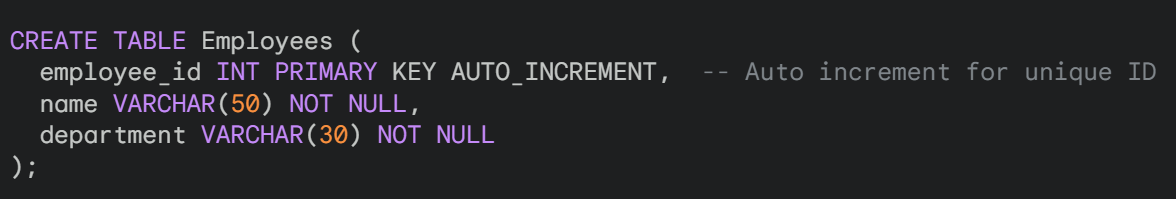 CREATE TABLE Employees (
  employee_id INT PRIMARY KEY AUTO_INCREMENT,  -- Auto increment for unique ID
  name VARCHAR(50) NOT NULL,
  department VARCHAR(30) NOT NULL
);